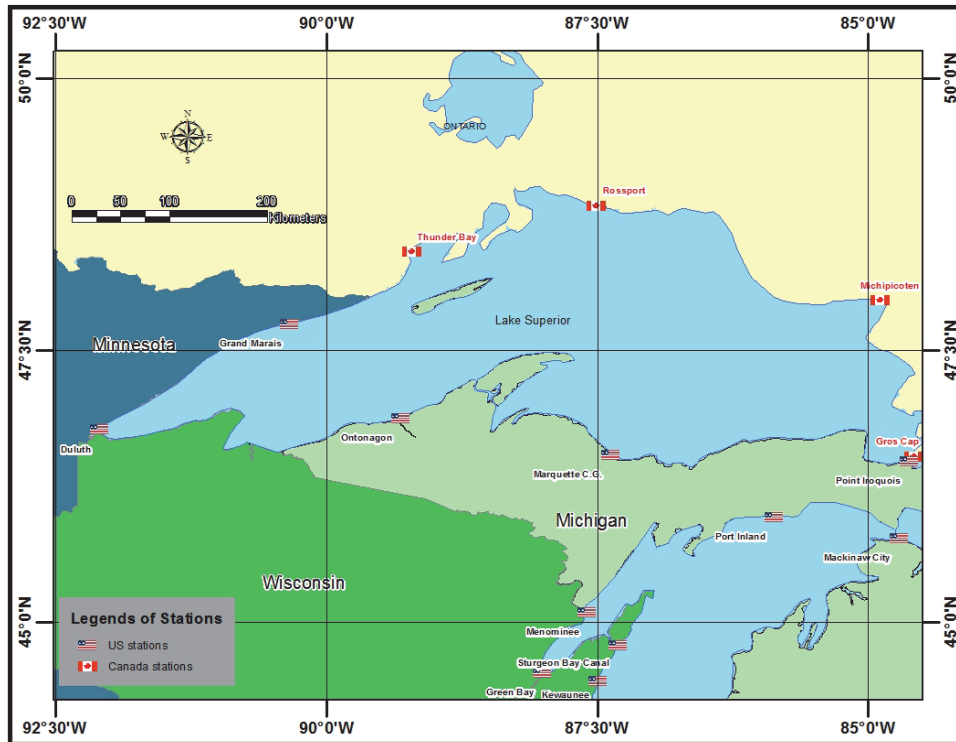 92°30'W 90°0'W 87°30'W 85°0'W
50°0'N 50°0'N
N
W E
S
ONTARIO
0 50 100 200
Kilometers
Rossport
Thunder Bay
Michipicoten
Lake Superior
Grand Marais
Minnesota
47°30'N 47°30'N
Ontonagon
Duluth
Gros Cap
Marquette C.G.
Point Iroquois
Michigan
Port Inland
Mackinaw City
Wisconsin
Legends of Stations
US stations
Canada stations
45°0'N 45°0'N
Menominee
Sturgeon Bay Canal
Green Bay
Kewaunee
92°30'W 90°0'W 87°30'W 85°0'W